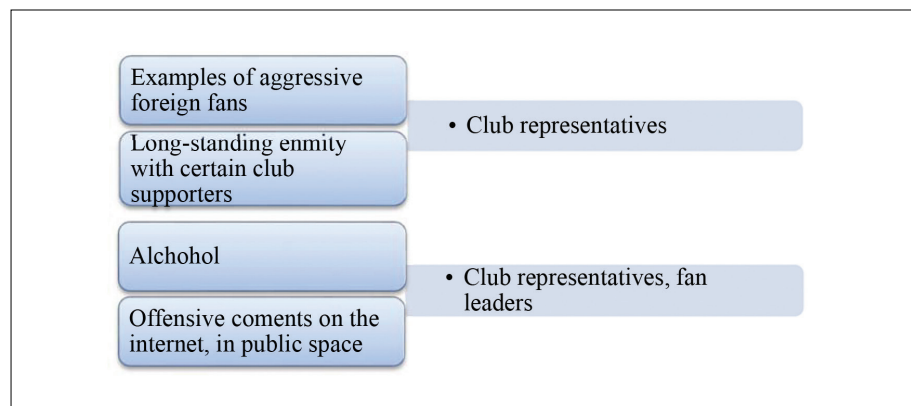 Examples of aggressive
foreign fans
• Club representatives
Long-standing enmity
with certain club
supporters
Alchohol
• Club representatives, fan
leaders
Offensive coments on the
internet, in public space